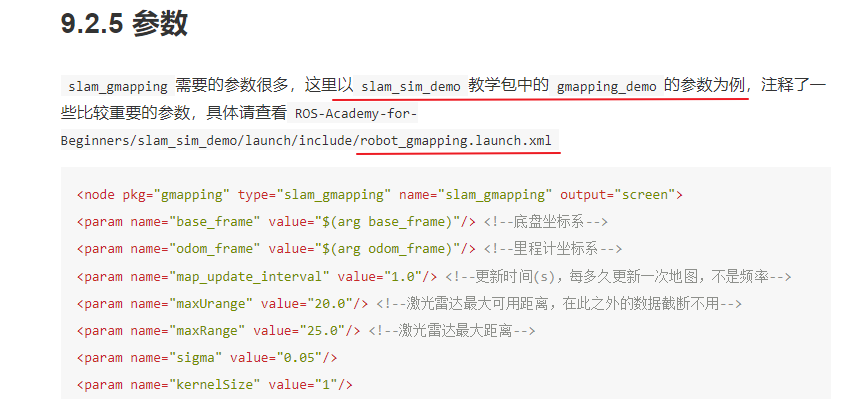 9.2.5 参数
slam_gmapping 需要的参数很多，这里以 slam_sim_demo 教学包中的 gmapping_demo 的参数为例，注释了一
些比较重要的参数，具体请查看 ROS-Academy-for-
Beginners/slam_sim_demo/launch/include/robot_gmapping.launch.xml
<node pkg="gmapping" type="slam_gmapping" name="slam_gmapping" output="screen">
<param name="base_frame" value="$(arg base_frame)"/> <!--底盘坐标系-->
<param name="odom_frame" value="$(arg odom_frame)"/> <!--里程计坐标系-->
<param name="map_update_interval" value="1.0"/> <!--更新时间(s)，每多久更新一次地图，不是频率-->
<param name="maxUrange" value="20.0"/> <!--激光雷达最大可用距离，在此之外的数据截断不用-->
<param name="maxRange" value="25.0"/> <!--激光雷达最大距离-->
<param name="sigma" value="0.05"/>
<param name="kernelSize" value="1"/>